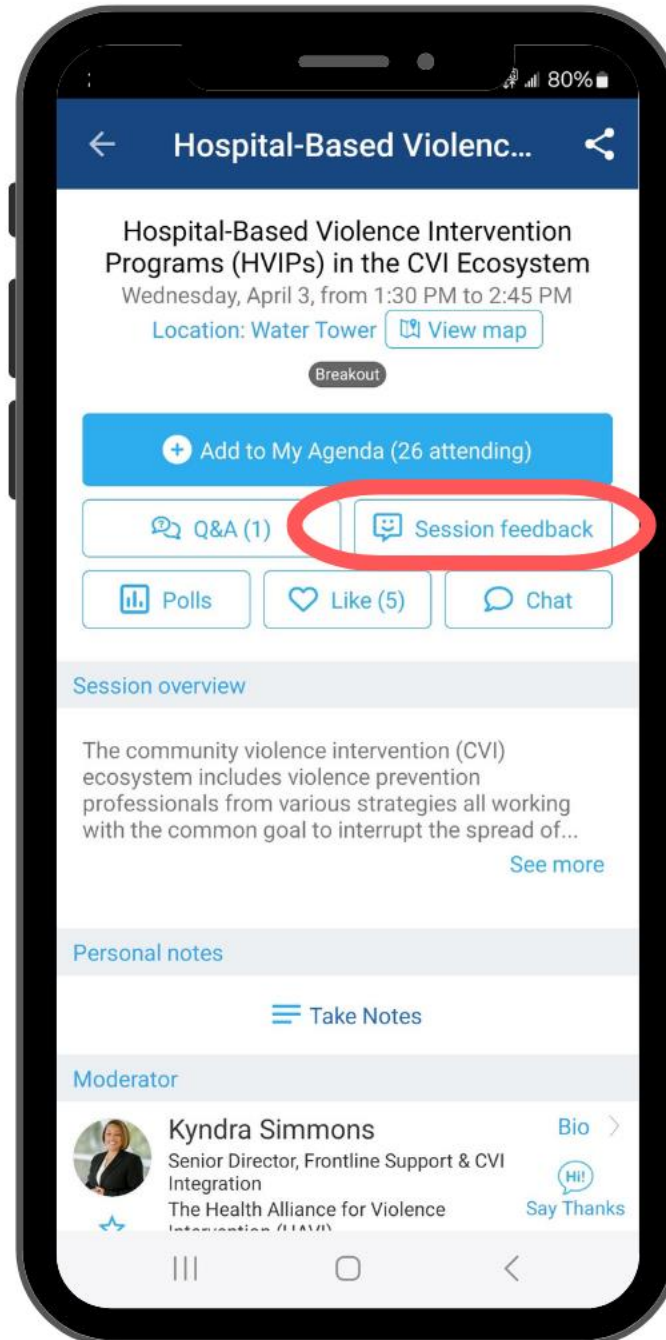 80%
Hospital-Based Violenc...
Hospital-Based Violence Intervention
Programs (HVIPs) in the CVI Ecosystem
Wednesday, April 3, from 1:30 PM to 2:45 PM
Location: Water Tower View map
Breakout
Add to My Agenda (26 attending)
Q&A (1) Session feedback
Polls Like (5) Chat
Session overview
The community violence intervention (CVI)
ecosystem includes violence prevention
professionals from various strategies all working
with the common goal to interrupt the spread of...
See more
Personal notes
Take Notes
Moderator
Kyndra Simmons Bio
Senior Director, Frontline Support & CVI
Integration Hi!
The Health Alliance for Violence Say Thanks
Intervention (HAVI)